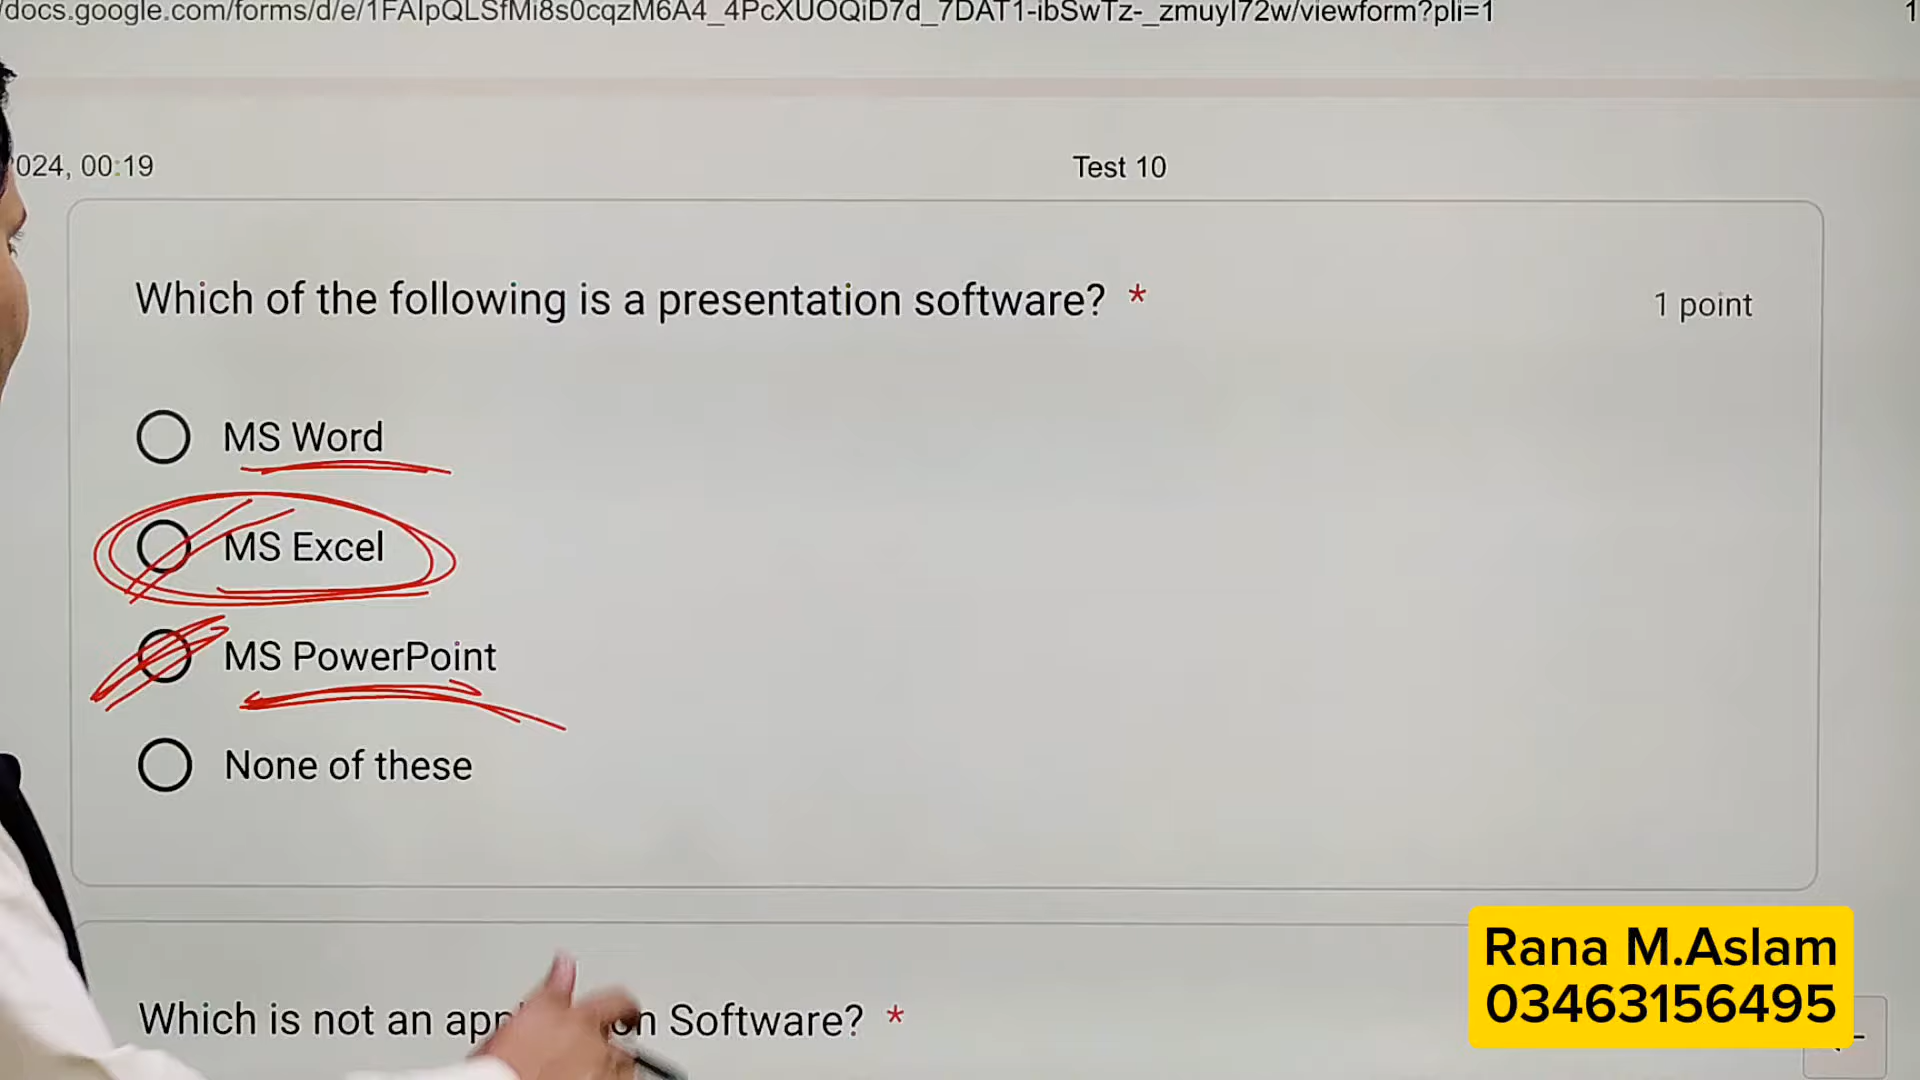 /docs.google.com/forms/d/e/1FAIpQLSfMi8s0cqzM6A4_4PcXUOQiD7d_7DAT1-ibSwTz-_zmuyI72w/viewform?pli=1
024, 00:19
Test 10
Which of the following is a presentation software? *
1 point
MS Word
MS Excel
MS PowerPoint
None of these
Rana M.Aslam
03463156495
Which is not an Software? *